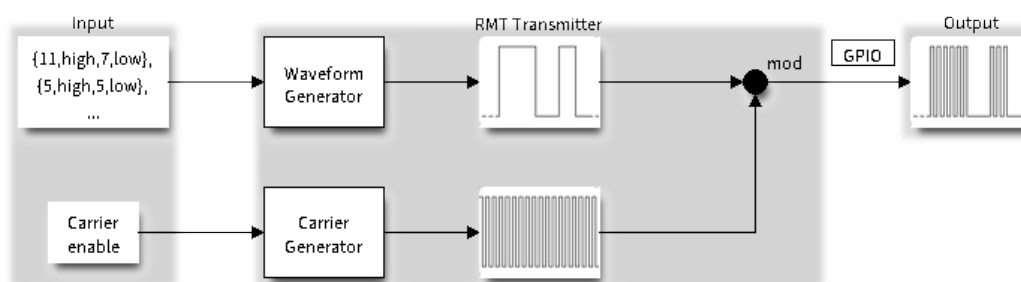 Input
RMT Transmitter
Output
{11,high,7,low},
{5,high,5,low},
...
Waveform
Generator
mod
GPIO
Carrier
enable
Carrier
Generator